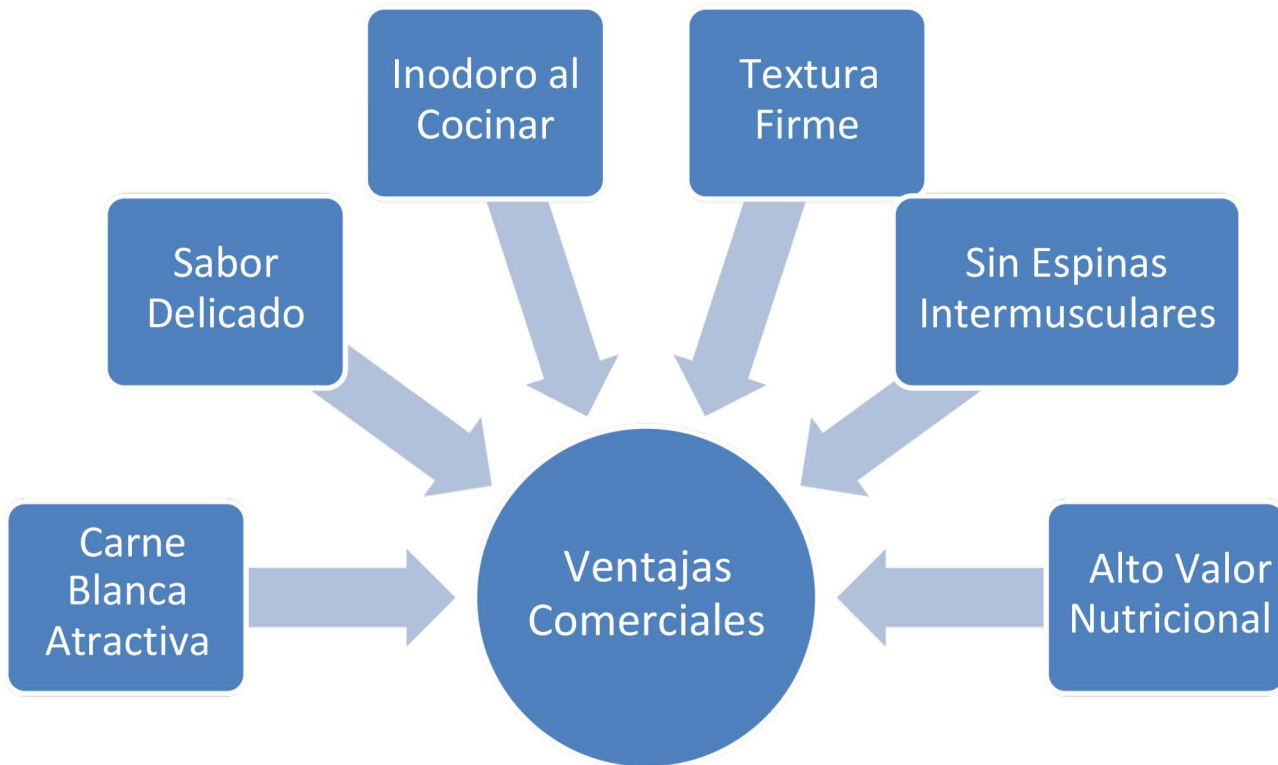 Inodoro al
Cocinar
Textura
Firme
Sabor
Delicado
Sin Espinas
Intermusculares
Carne
Blanca
Atractiva
Ventajas
Comerciales
Alto Valor
Nutricional